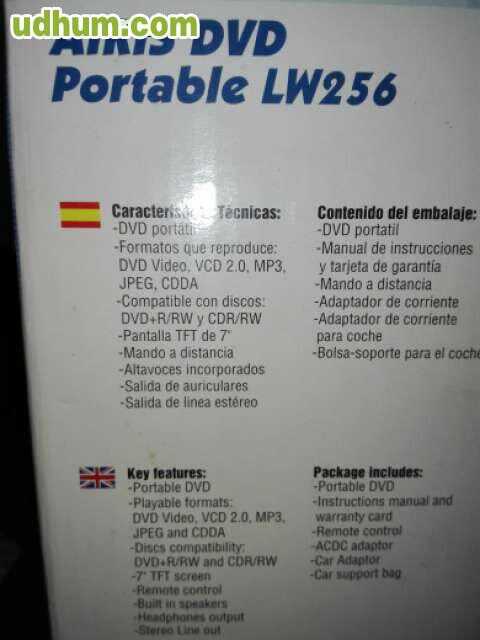 udhum.com
AIRIS DVD
Portable LW256
Características Técnicas:
-DVD portátil
-Formatos que reproduce:
DVD Video, VCD 2.0, MP3,
JPEG, CDDA
-Compatible con discos:
DVD+R/RW y CDR/RW
-Pantalla TFT de 7"
-Mando a distancia
-Altavoces incorporados
-Salida de auriculares
-Salida de linea estéreo
Contenido del embalaje:
-DVD portatil
-Manual de instrucciones
y tarjeta de garantía
-Mando a distancia
-Adaptador de corriente
-Adaptador de corriente
para coche
-Bolsa-soporte para el coche
Key features:
-Portable DVD
-Playable formats:
DVD Video, VCD 2.0, MP3,
JPEG and CDDA
-Discs compatibility:
DVD+R/RW and CDR/RW
-7" TFT screen
-Remote control
-Built in speakers
-Headphones output
-Stereo Line out
Package includes:
-Portable DVD
-Instructions manual and
warranty card
-Remote control
-ACDC adaptor
-Car Adaptor
-Car support bag